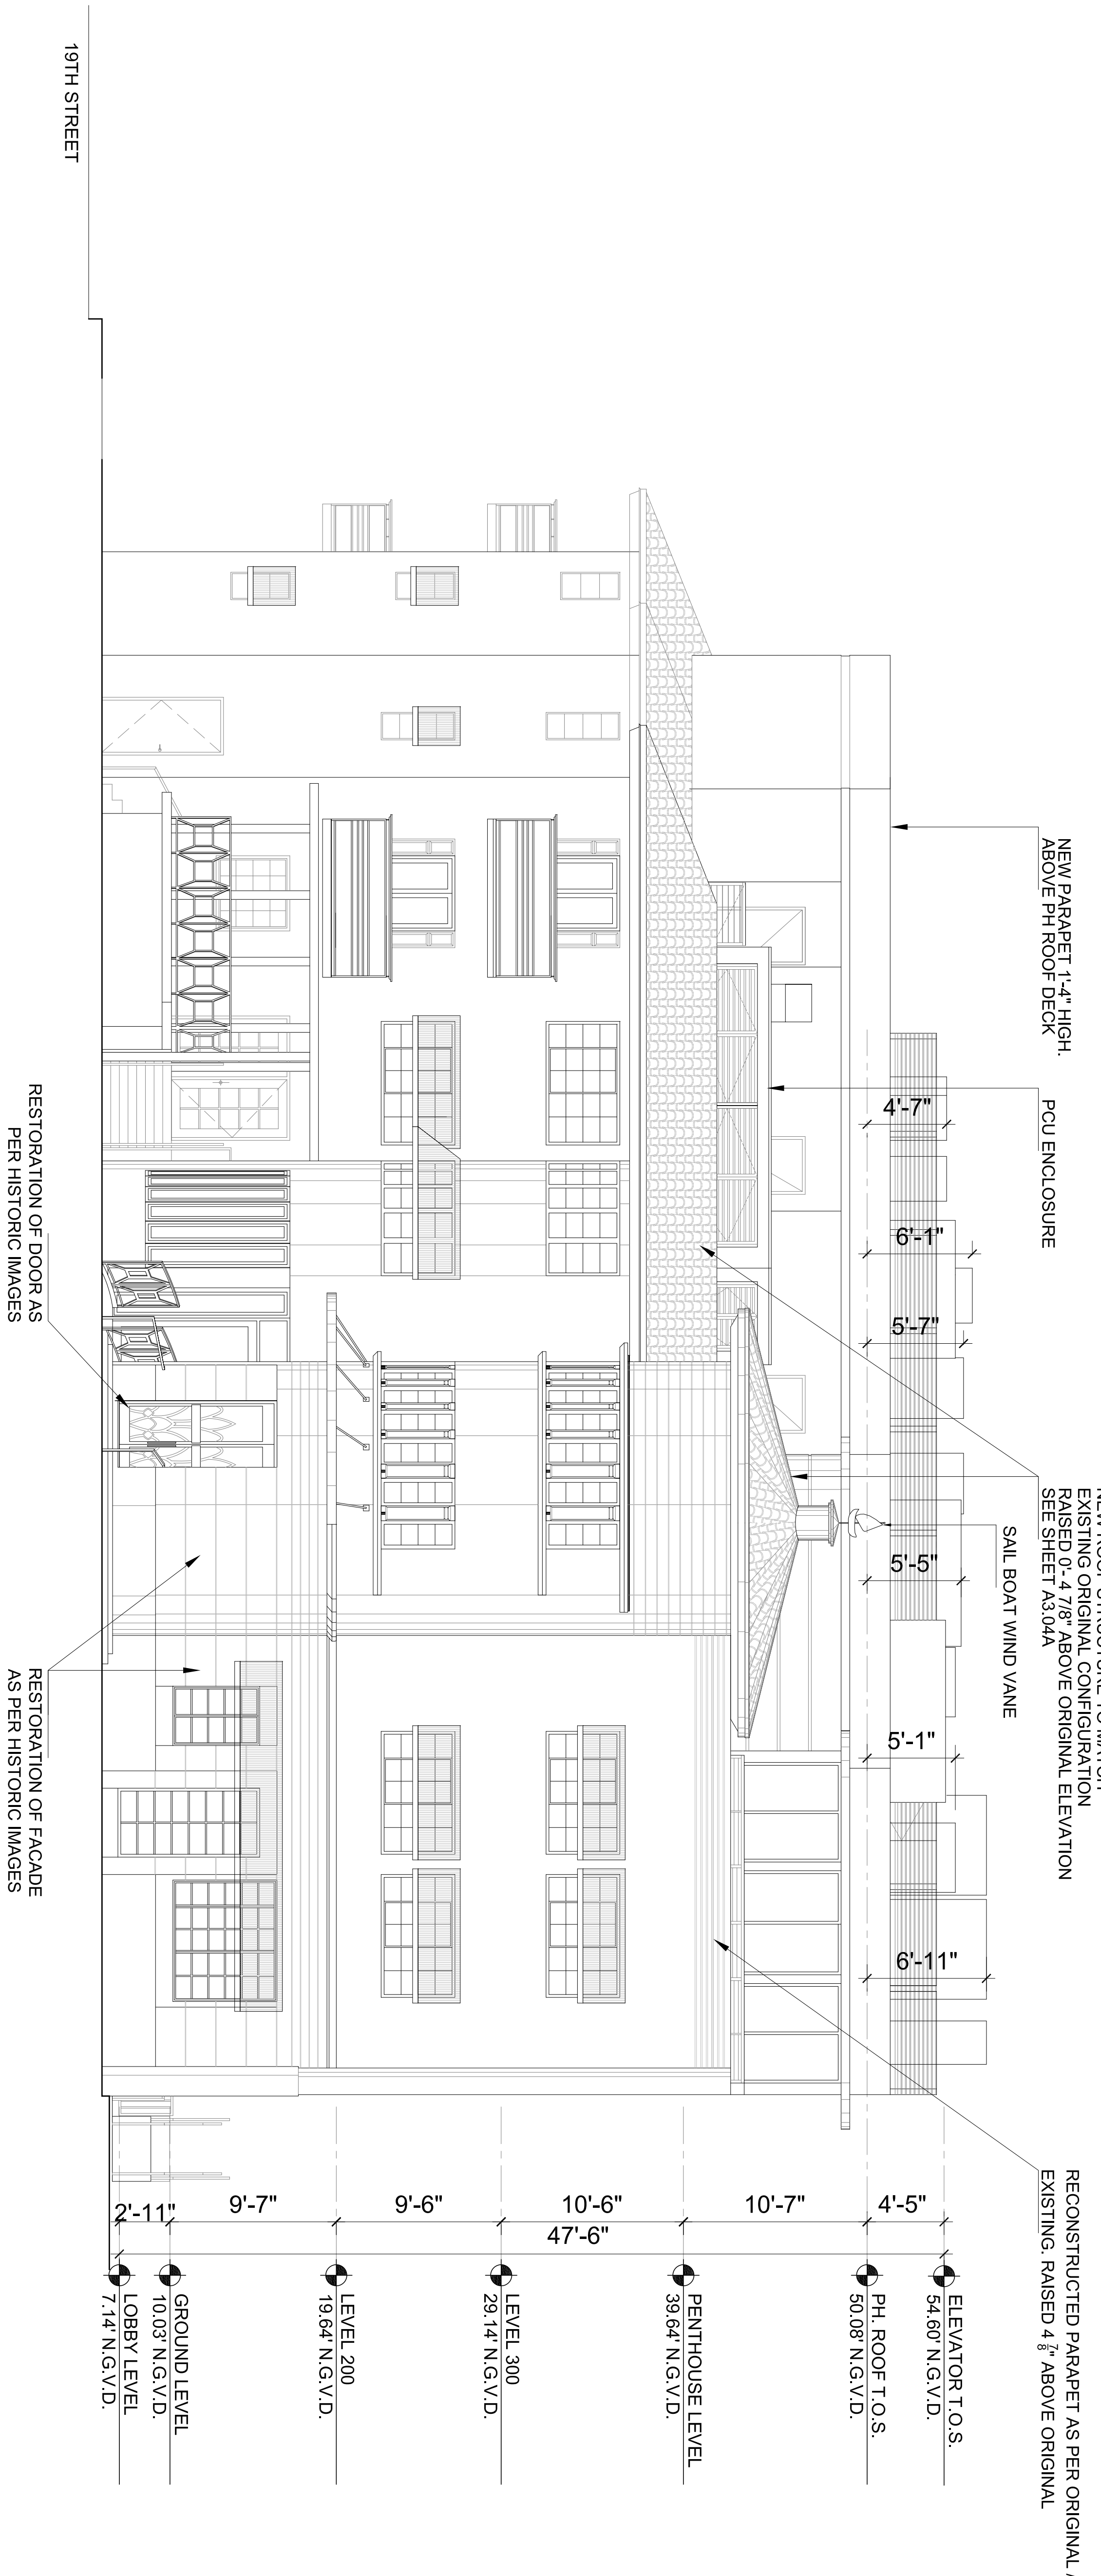 NEW PARAPET 1'-4" HIGH.
ABOVE PH ROOF DECK
PCU ENCLOSURE
EXISTING ORIGINAL CONFIGURATION
RAISED 0'- 4 7/8" ABOVE ORIGINAL ELEVATION
SEE SHEET A3.04A
SAIL BOAT WIND VANE
RECONSTRUCTED PARAPET AS PER ORIGINAL
EXISTING. RAISED 4 7/8" ABOVE ORIGINAL
4'-7"
6'-1"
5'-7"
5'-5"
5'-1"
6'-11"
4'-5"
10'-7"
10'-6"
9'-6"
9'-7"
2'-11"
47'-6"
ELEVATOR T.O.S.
54.60' N.G.V.D.
PH. ROOF T.O.S.
50.08' N.G.V.D.
PENTHOUSE LEVEL
39.64' N.G.V.D.
LEVEL 300
29.14' N.G.V.D.
LEVEL 200
19.64' N.G.V.D.
GROUND LEVEL
10.03' N.G.V.D.
LOBBY LEVEL
7.14' N.G.V.D.
19TH STREET
RESTORATION OF DOOR AS
PER HISTORIC IMAGES
RESTORATION OF FACADE
AS PER HISTORIC IMAGES